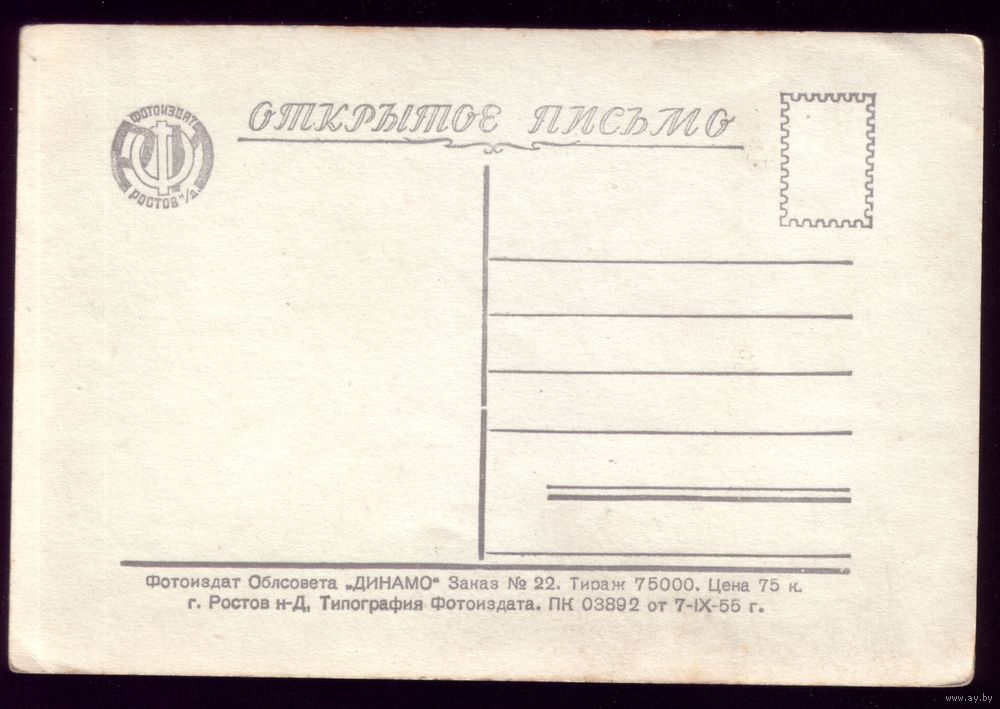 ФОТОИЗДАТ
РОСТОВ Н/Д.
ОТКРЫТОЕ ПИСЬМО
Фотоиздат Облсовета „ДИНАМО“ Заказ № 22. Тираж 75000. Цена 75 к.
г. Ростов н-Д, Типография Фотоиздата. ПК 03892 от 7-IX-55 г.
www.ay.by